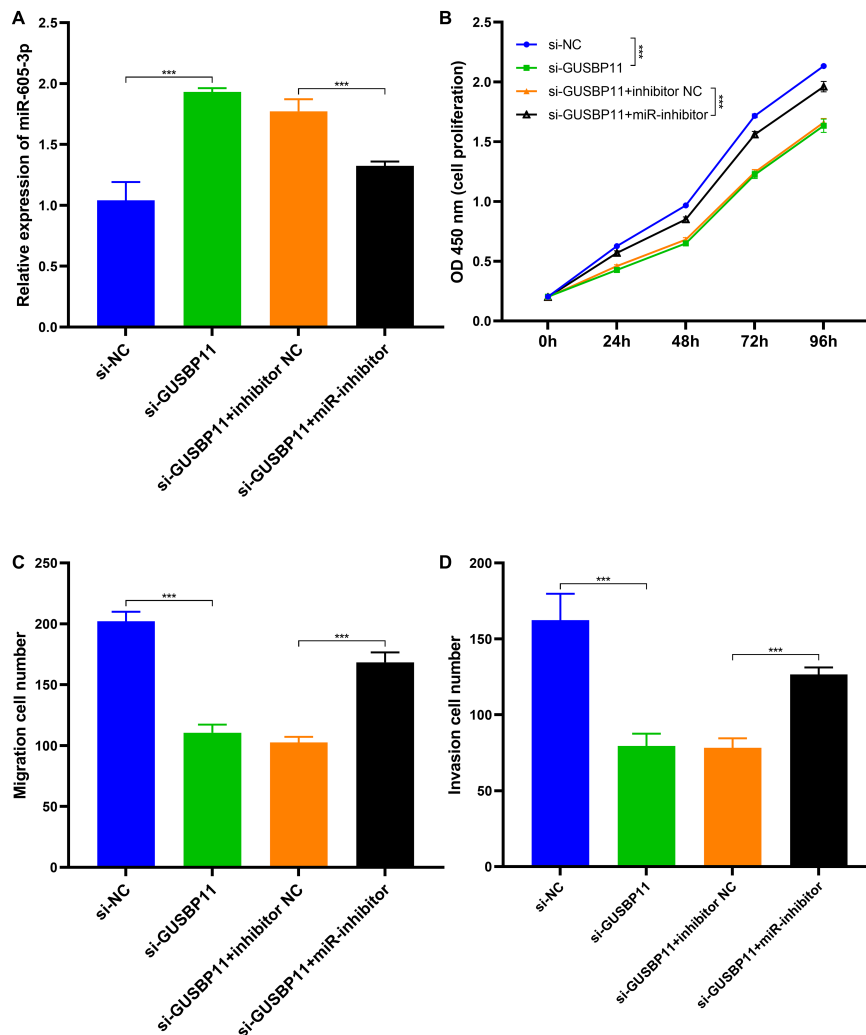 A
Relative expression of miR-605-3p
2.5
2.0
1.5
1.0
0.5
0.0
***
***
si-NC
si-GUSBP11
si-GUSBP11+inhibitor NC
si-GUSBP11+miR-inhibitor
B
OD 450 nm (cell proliferation)
2.5
2.0
1.5
1.0
0.5
0.0
si-NC
si-GUSBP11
si-GUSBP11+inhibitor NC
si-GUSBP11+miR-inhibitor
***
***
0h 24h 48h 72h 96h
C
Migration cell number
250
200
150
100
50
0
***
***
si-NC
si-GUSBP11
si-GUSBP11+inhibitor NC
si-GUSBP11+miR-inhibitor
D
Invasion cell number
200
150
100
50
0
***
***
si-NC
si-GUSBP11
si-GUSBP11+inhibitor NC
si-GUSBP11+miR-inhibitor